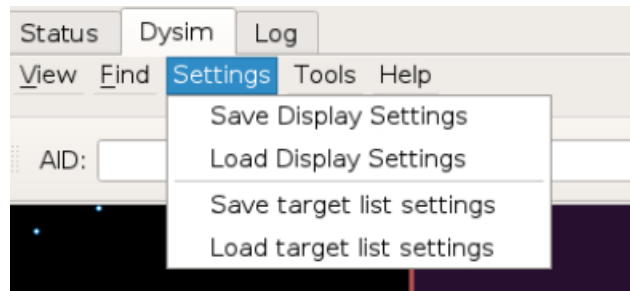 Status Dysim Log
View Find Settings Tools Help
Save Display Settings
Load Display Settings
AID:
Save target list settings
Load target list settings